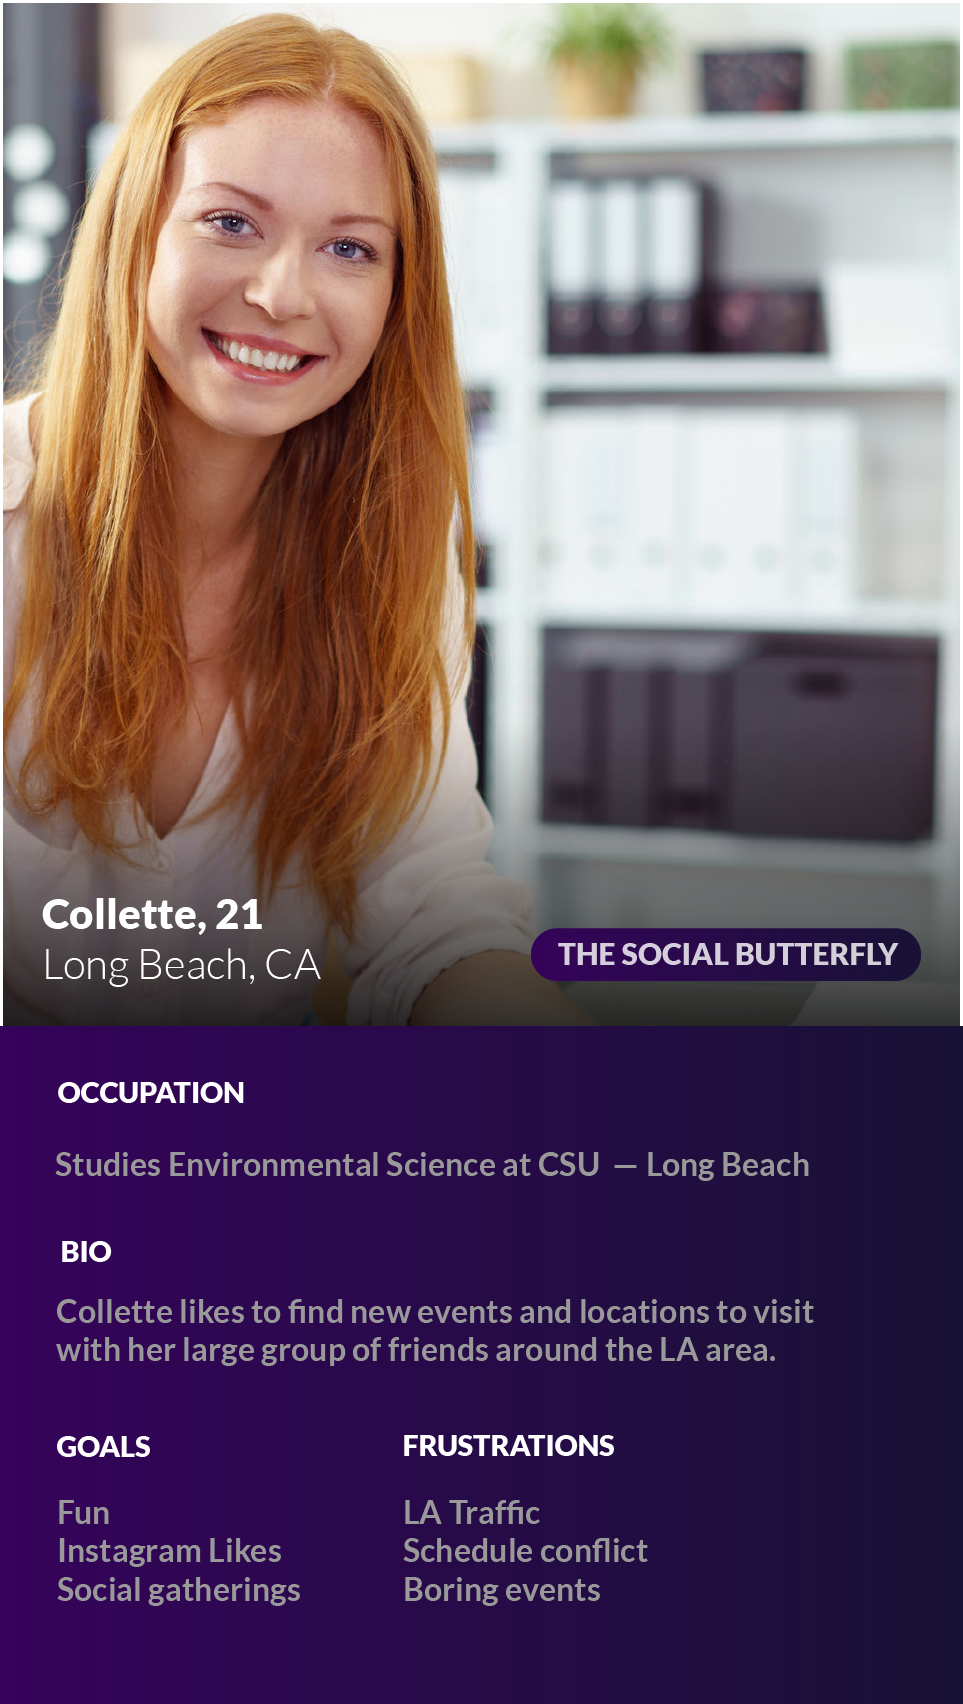 Collette, 21
Long Beach, CA
THE SOCIAL BUTTERFLY
OCCUPATION
Studies Environmental Science at CSU — Long Beach
BIO
Collette likes to find new events and locations to visit
with her large group of friends around the LA area.
GOALS
Fun
Instagram Likes
Social gatherings
FRUSTRATIONS
LA Traffic
Schedule conflict
Boring events